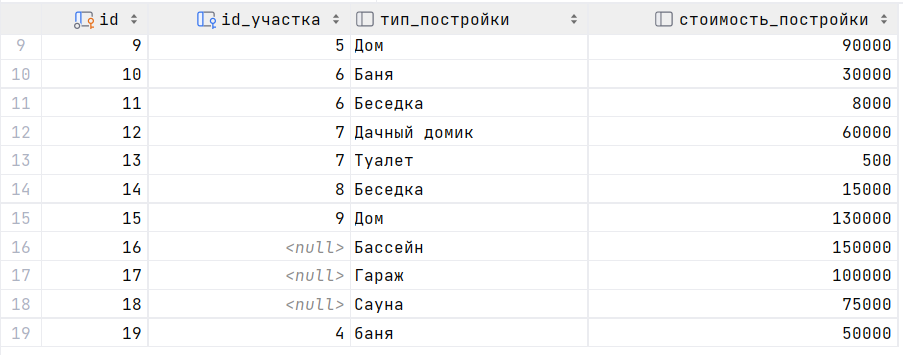 id id_участка тип_постройки стоимость_постройки
9 9 5 Дом 90000
10 10 6 Баня 30000
11 11 6 Беседка 8000
12 12 7 Дачный домик 60000
13 13 7 Туалет 500
14 14 8 Беседка 15000
15 15 9 Дом 130000
16 16 <null> Бассейн 150000
17 17 <null> Гараж 100000
18 18 <null> Сауна 75000
19 19 4 баня 50000